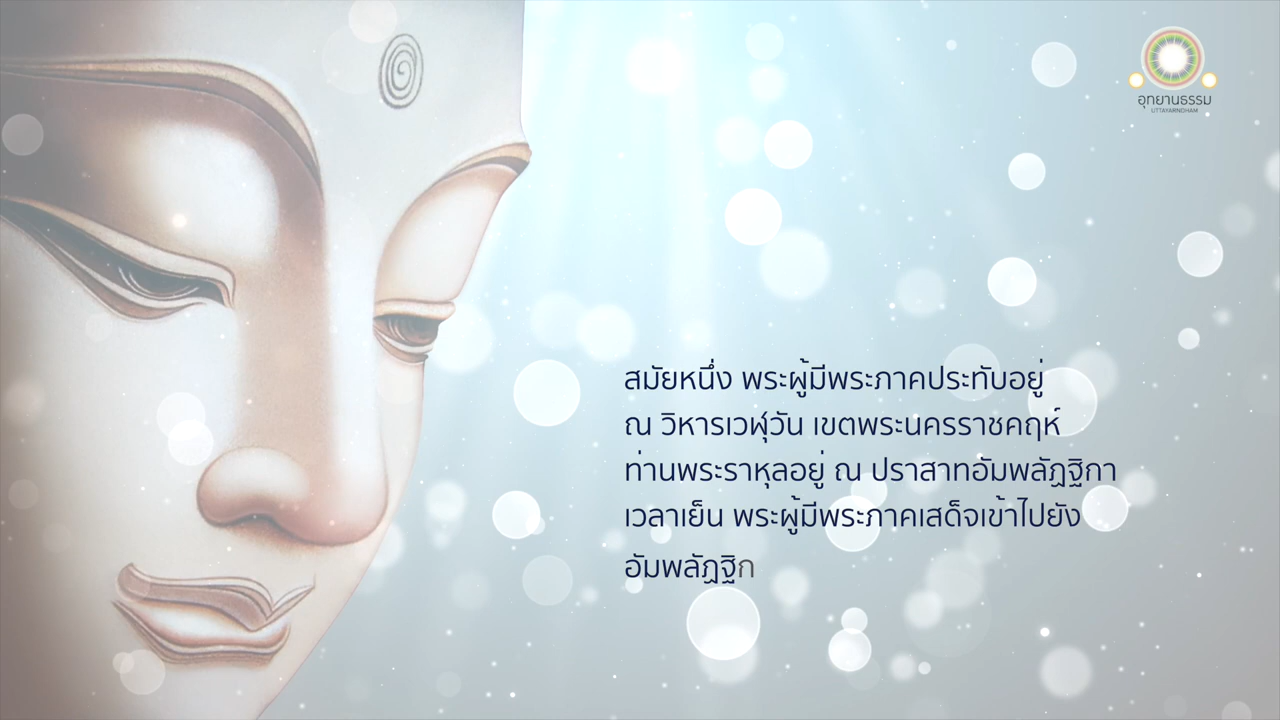 อุทยานธรรม
UTTAYARNDHAM
สมัยหนึ่ง พระผู้มีพระภาคประทับอยู่
ณ วิหารเวฬุวัน เขตพระนครราชคฤห์
ท่านพระราหุลอยู่ ณ ปราสาทอัมพลัฏฐิกา
เวลาเย็น พระผู้มีพระภาคเสด็จเข้าไปยัง
อัมพลัฏฐิก